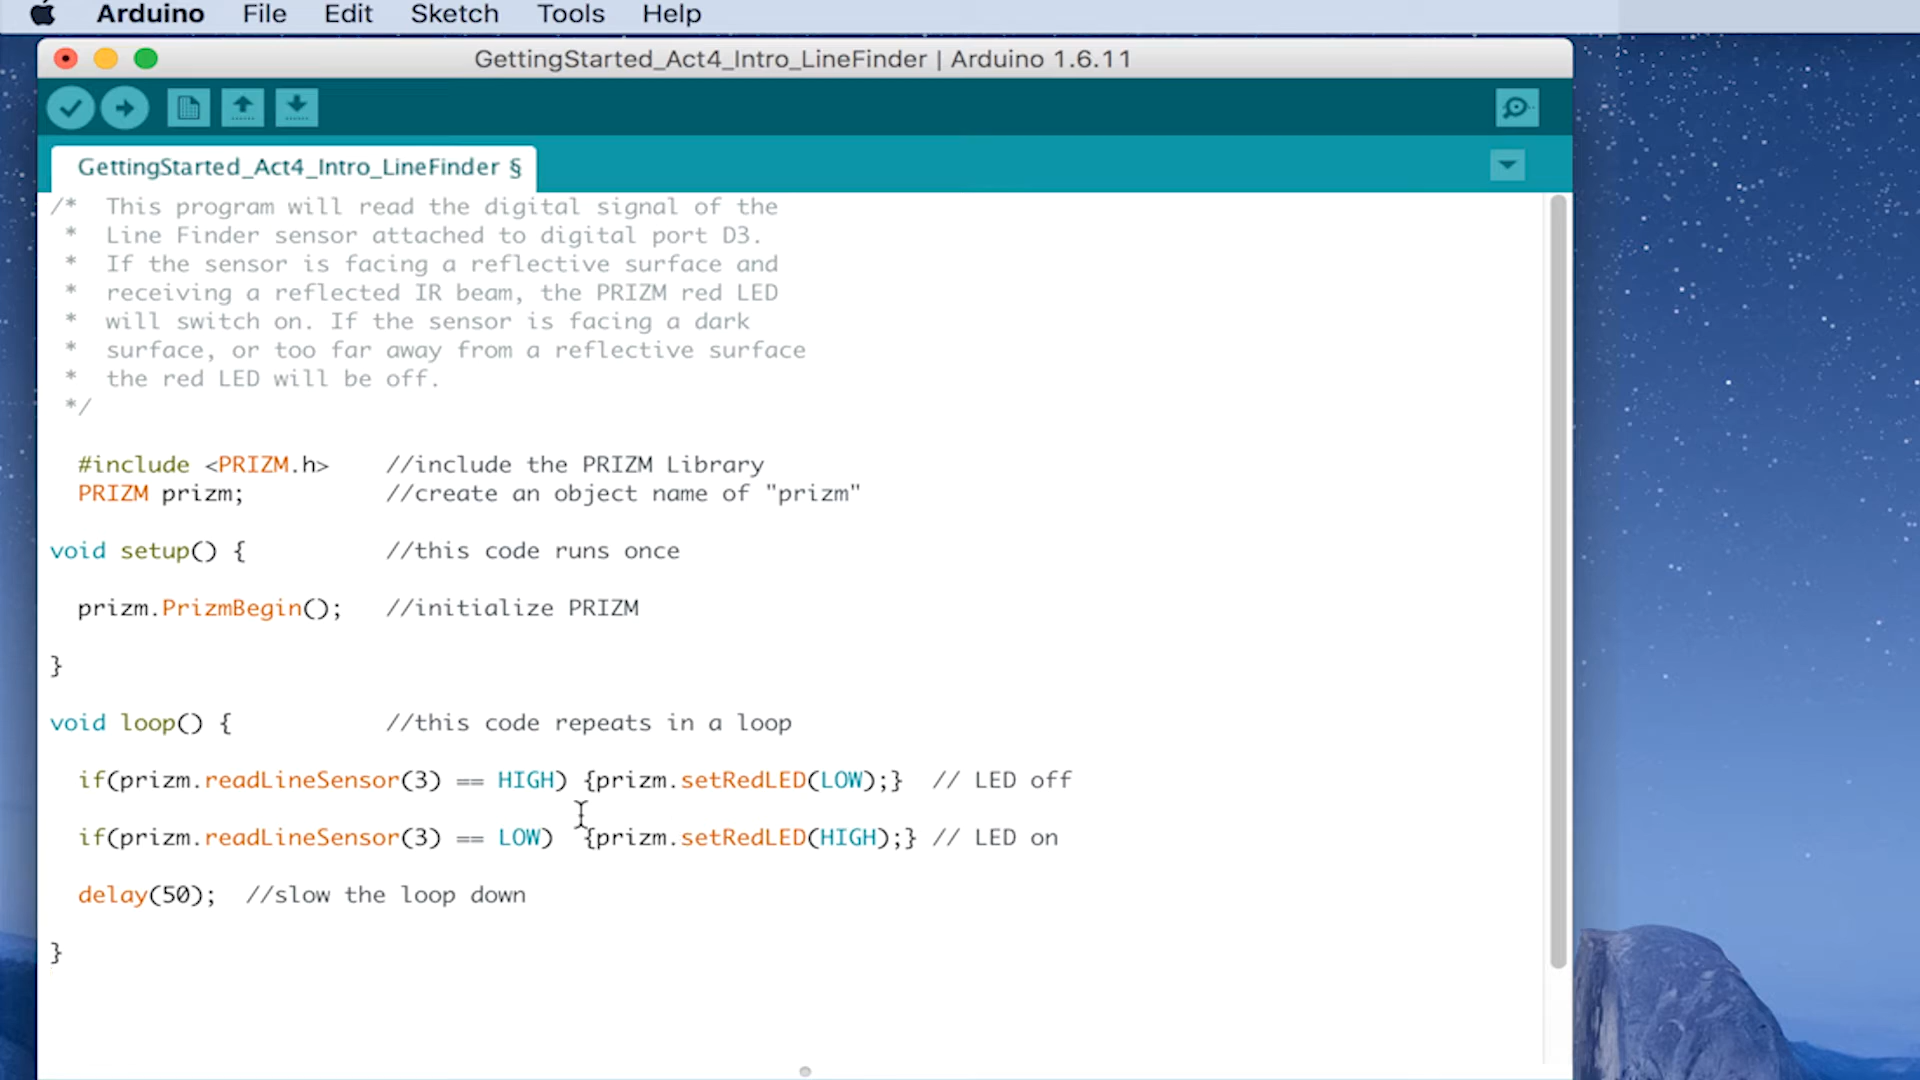 Arduino File Edit Sketch Tools Help
GettingStarted_Act4_Intro_LineFinder | Arduino 1.6.11
GettingStarted_Act4_Intro_LineFinder §
/*  This program will read the digital signal of the
 *  Line Finder sensor attached to digital port D3.
 *  If the sensor is facing a reflective surface and
 *  receiving a reflected IR beam, the PRIZM red LED
 *  will switch on. If the sensor is facing a dark
 *  surface, or too far away from a reflective surface
 *  the red LED will be off.
 */
  #include <PRIZM.h>    //include the PRIZM Library
  PRIZM prizm;          //create an object name of "prizm"
void setup() {          //this code runs once
  prizm.PrizmBegin();   //initialize PRIZM
}
void loop() {           //this code repeats in a loop
  if(prizm.readLineSensor(3) == HIGH) {prizm.setRedLED(LOW);}  // LED off
  if(prizm.readLineSensor(3) == LOW)  {prizm.setRedLED(HIGH);} // LED on
  delay(50);  //slow the loop down
}